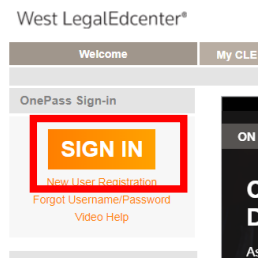 West LegalEdcenter®
Welcome My CLE
OnePass Sign-in
SIGN IN
New User Registration
Forgot Username/Password
Video Help
ON